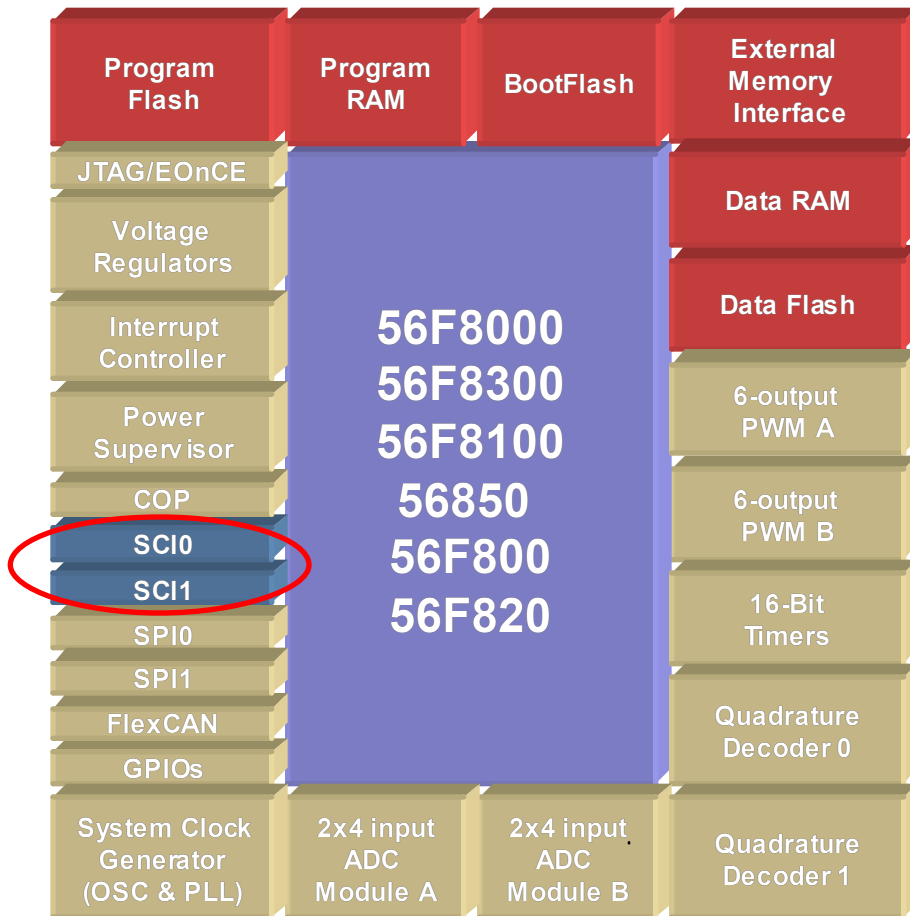 Program
Flash
Program
RAM
BootFlash
External
Memory
Interface
JTAG/EOnCE
Voltage
Regulators
Interrupt
Controller
Power
Supervisor
COP
SCI0
SCI1
SPI0
SPI1
FlexCAN
GPIOs
56F8000
56F8300
56F8100
56850
56F800
56F820
Data RAM
Data Flash
6-output
PWM A
6-output
PWM B
16-Bit
Timers
Quadrature
Decoder 0
System Clock
Generator
(OSC & PLL)
2x4 input
ADC
Module A
2x4 input
ADC
Module B
Quadrature
Decoder 1